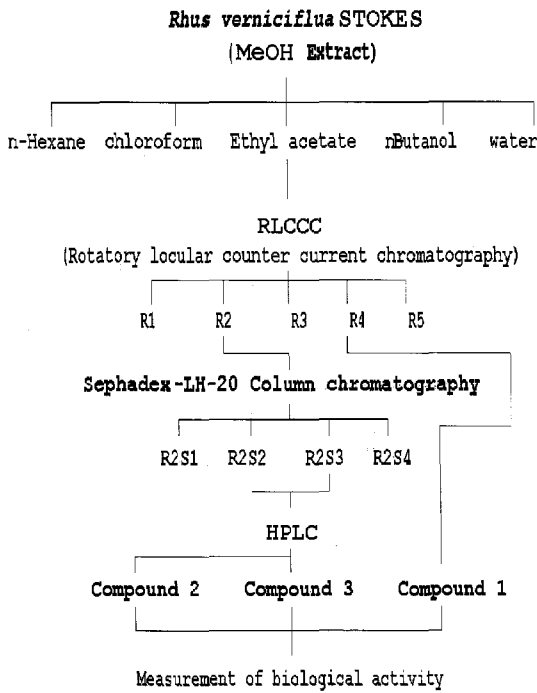 Rhus verniciflua STOKES
(MeOH Extract)
n-Hexane chloroform Ethyl acetate nButanol water
RLCCC
(Rotatory locular counter current chromatography)
R1 R2 R3 R4 R5
Sephadex-LH-20 Column chromatography
R2S1 R2S2 R2S3 R2S4
HPLC
Compound 2 Compound 3 Compound 1
Measurement of biological activity